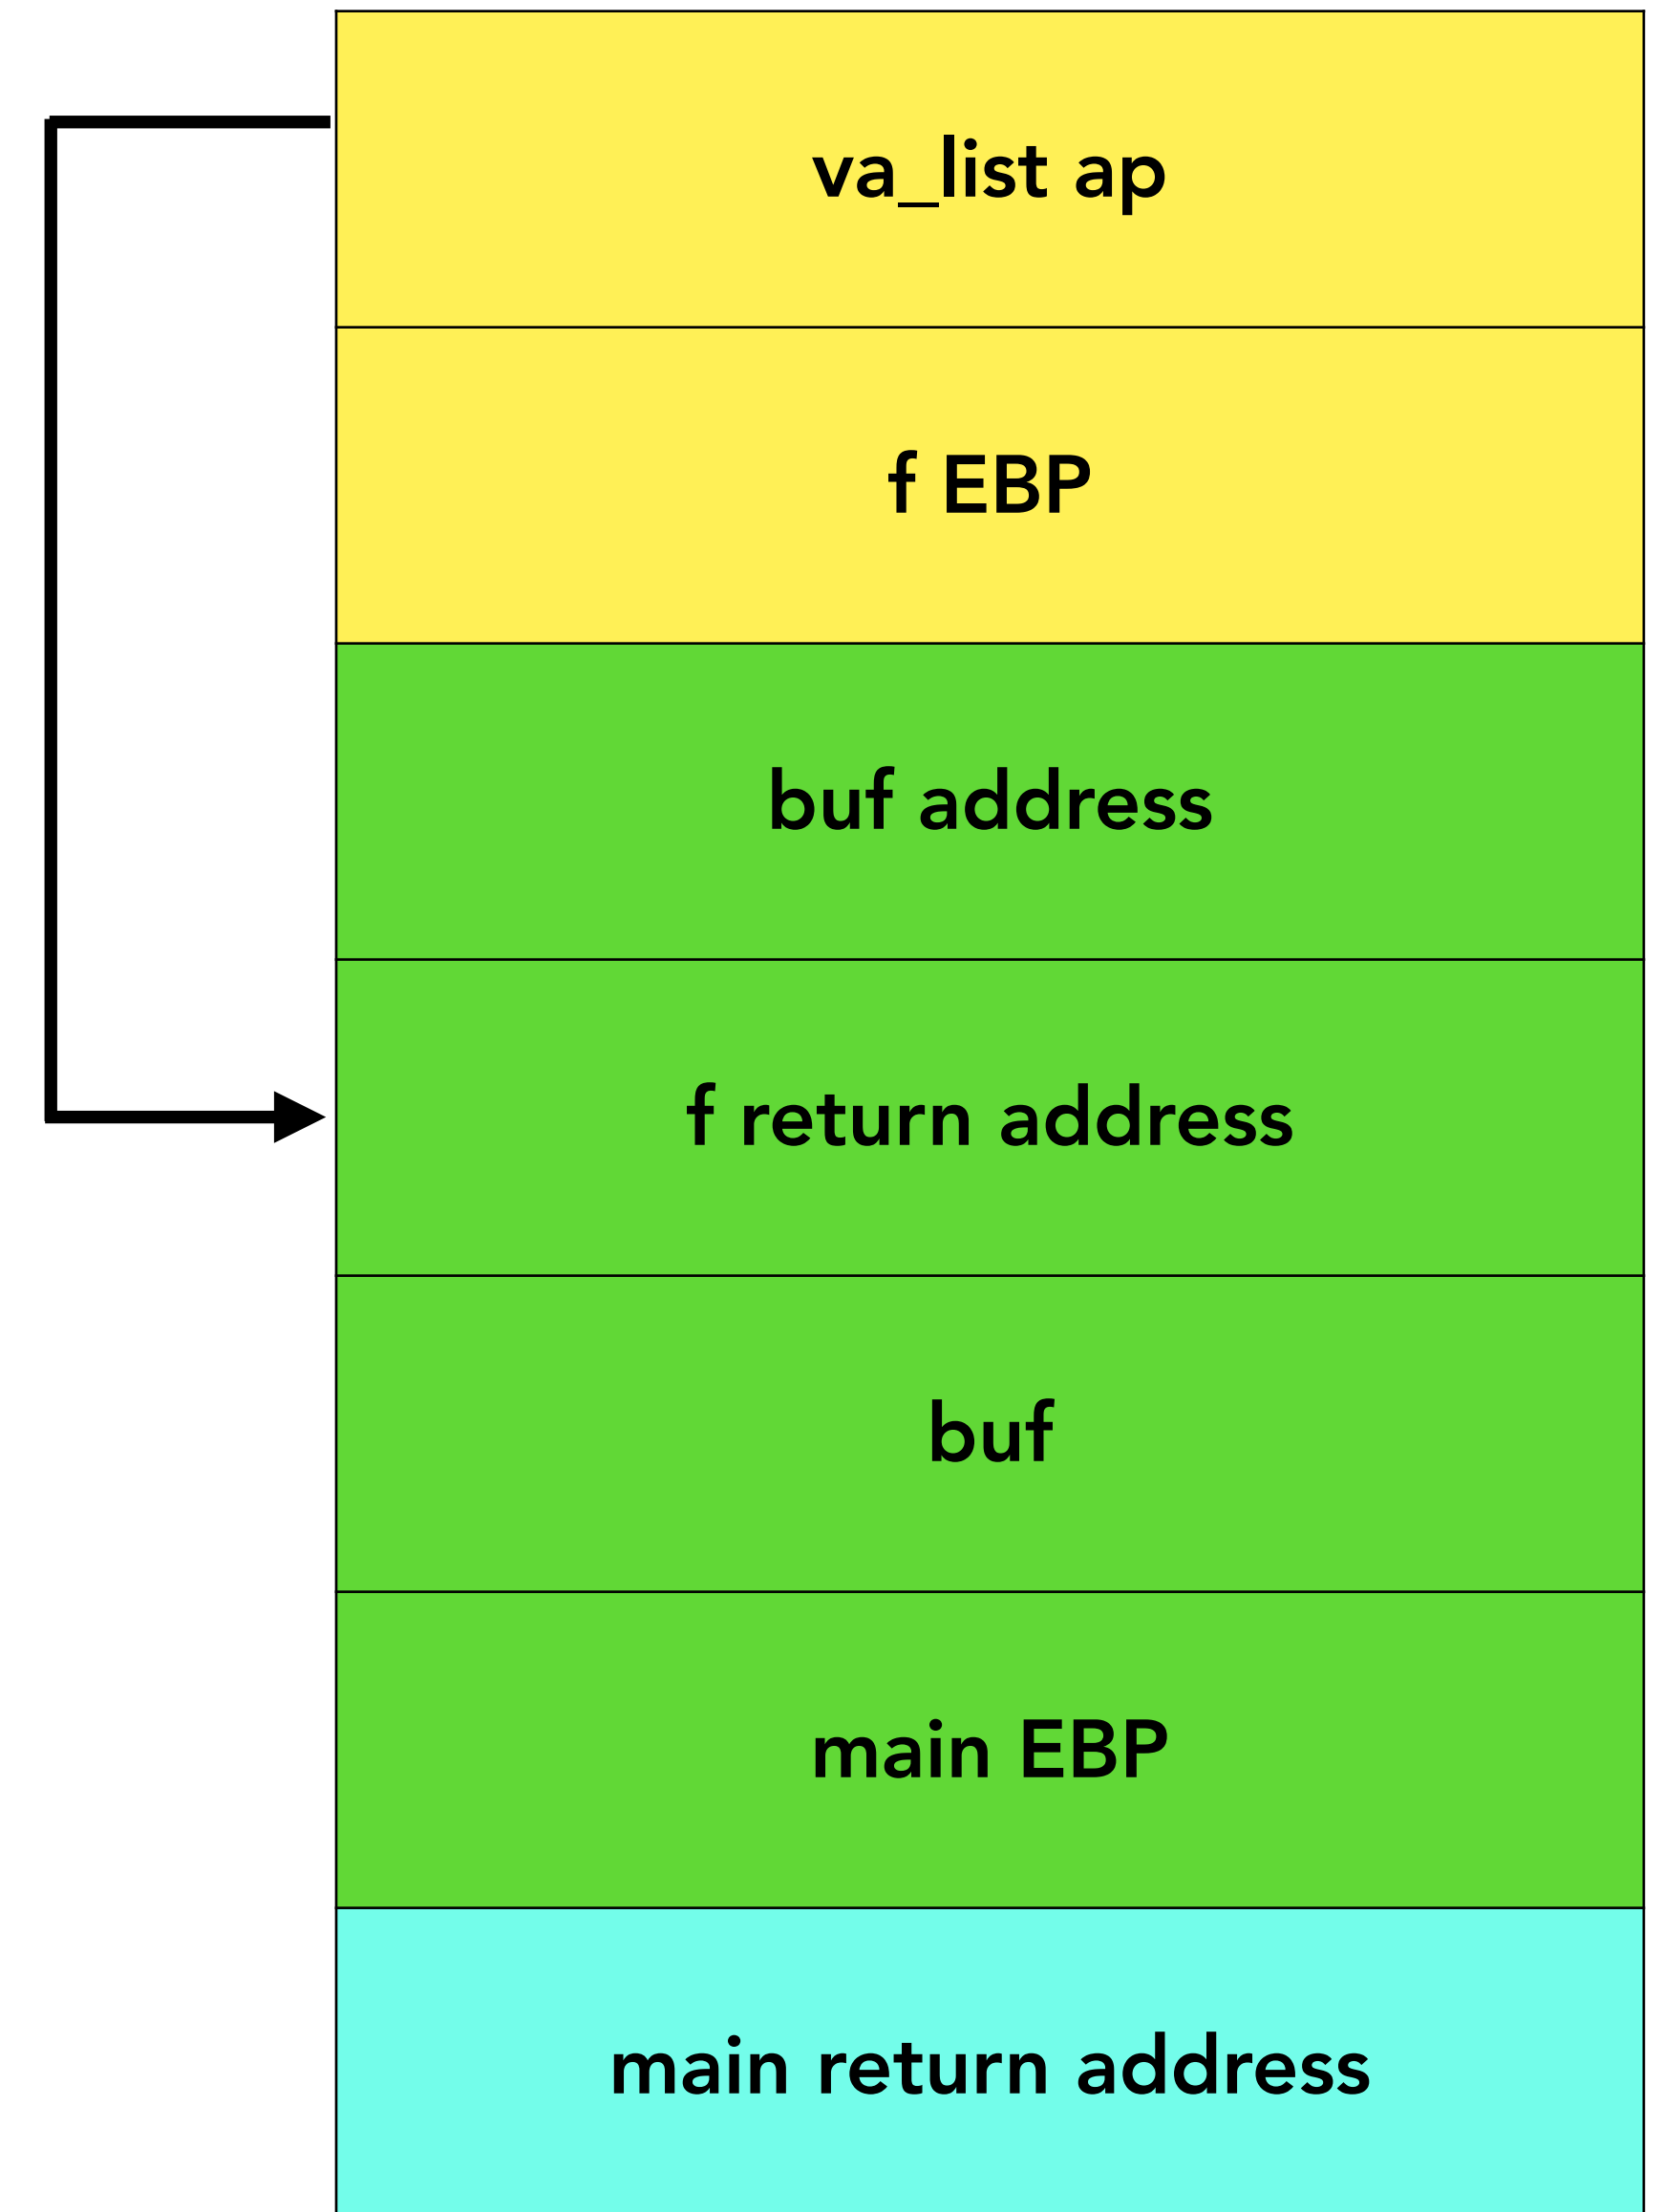 va_list ap
f EBP
buf address
f return address
buf
main EBP
main return address